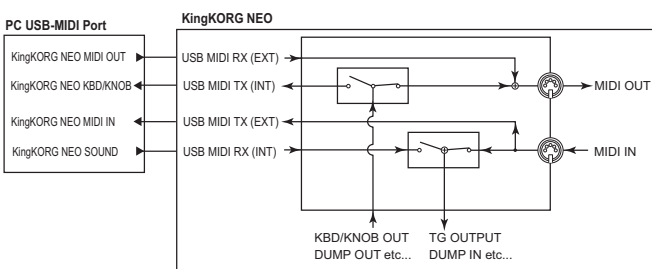 PC USB-MIDI Port
KingKORG NEO
KingKORG NEO MIDI OUT
USB MIDI RX (EXT)
KingKORG NEO KBD/KNOB
USB MIDI TX (INT)
MIDI OUT
KingKORG NEO MIDI IN
USB MIDI TX (EXT)
KingKORG NEO SOUND
USB MIDI RX (INT)
MIDI IN
KBD/KNOB OUT
DUMP OUT etc...
TG OUTPUT
DUMP IN etc...